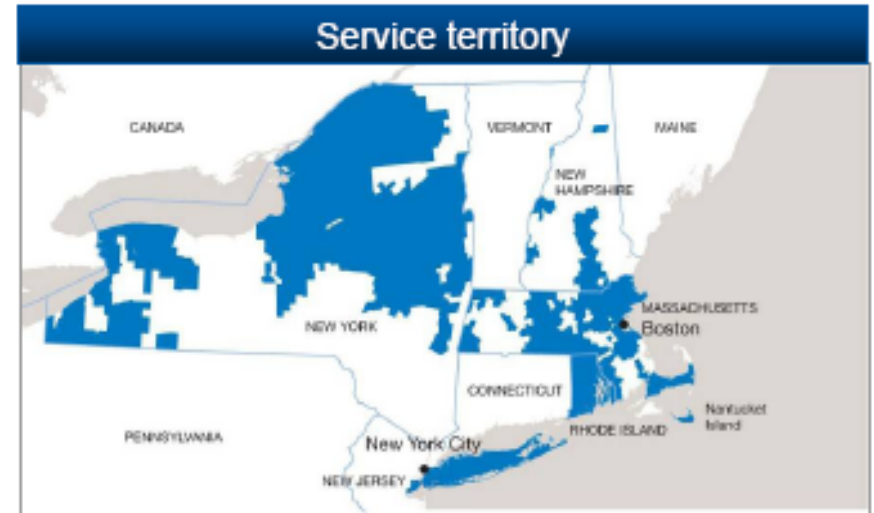 Service territory
CANADA
VERMONT
MAINE
NEW
HAMPSHIRE
MASSACHUSETTS
Boston
NEW YORK
CONNECTICUT
Nantucket
Island
RHODE ISLAND
PENNSYLVANIA
New York City
NEW JERSEY